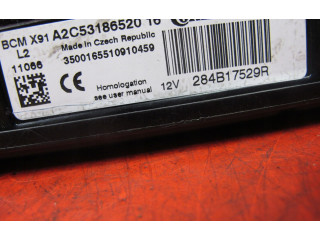 BCM X91 A2C53186520 16
L2 Made in Czech Republic
11066 3500165510910459
CE Homologation
see user manual 12V 284B17529R